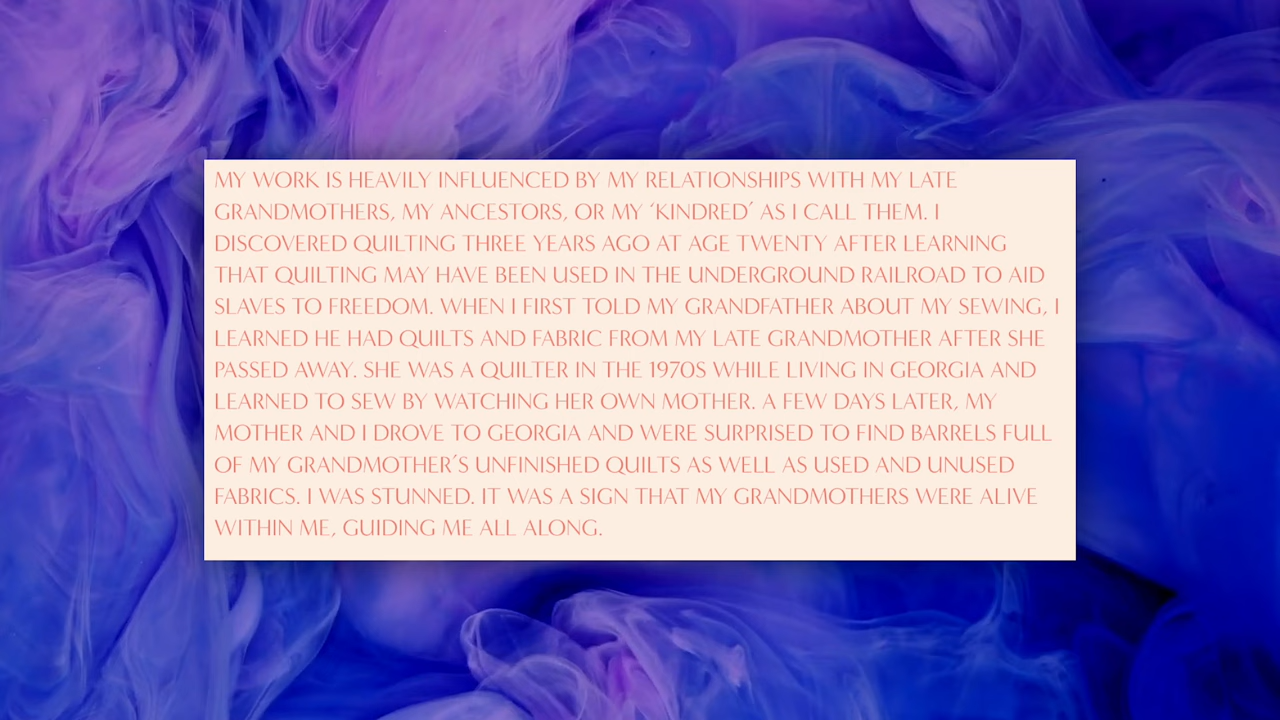 MY WORK IS HEAVILY INFLUENCED BY MY RELATIONSHIPS WITH MY LATE
GRANDMOTHERS, MY ANCESTORS, OR MY ‘KINDRED’ AS I CALL THEM. I
DISCOVERED QUILTING THREE YEARS AGO AT AGE TWENTY AFTER LEARNING
THAT QUILTING MAY HAVE BEEN USED IN THE UNDERGROUND RAILROAD TO AID
SLAVES TO FREEDOM. WHEN I FIRST TOLD MY GRANDFATHER ABOUT MY SEWING, I
LEARNED HE HAD QUILTS AND FABRIC FROM MY LATE GRANDMOTHER AFTER SHE
PASSED AWAY. SHE WAS A QUILTER IN THE 1970S WHILE LIVING IN GEORGIA AND
LEARNED TO SEW BY WATCHING HER OWN MOTHER. A FEW DAYS LATER, MY
MOTHER AND I DROVE TO GEORGIA AND WERE SURPRISED TO FIND BARRELS FULL
OF MY GRANDMOTHER’S UNFINISHED QUILTS AS WELL AS USED AND UNUSED
FABRICS. I WAS STUNNED. IT WAS A SIGN THAT MY GRANDMOTHERS WERE ALIVE
WITHIN ME, GUIDING ME ALL ALONG.